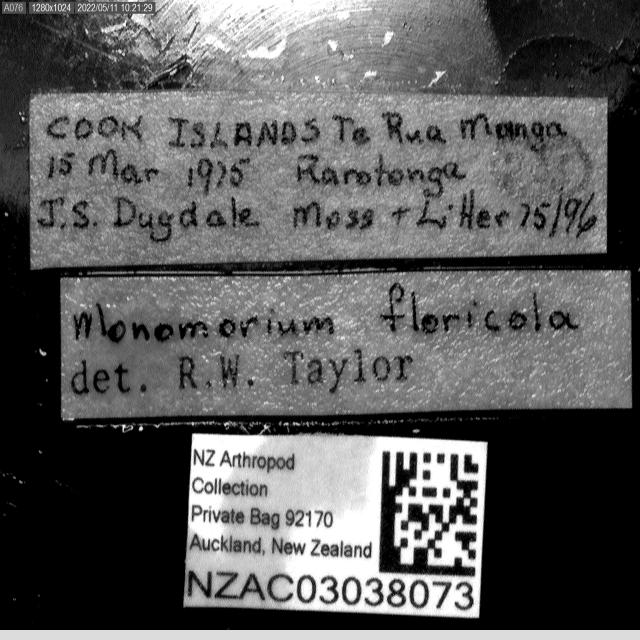 A076 1280x1024 2022/05/11 10:21:29
COOK ISLANDS Te Rua Manga
15 Mar 1975 Rarotonga
J.S. Dugdale Moss + Litter 75/96
Monomorium floricola
det. R.W. Taylor
NZ Arthropod
Collection
Private Bag 92170
Auckland, New Zealand
NZAC03038073